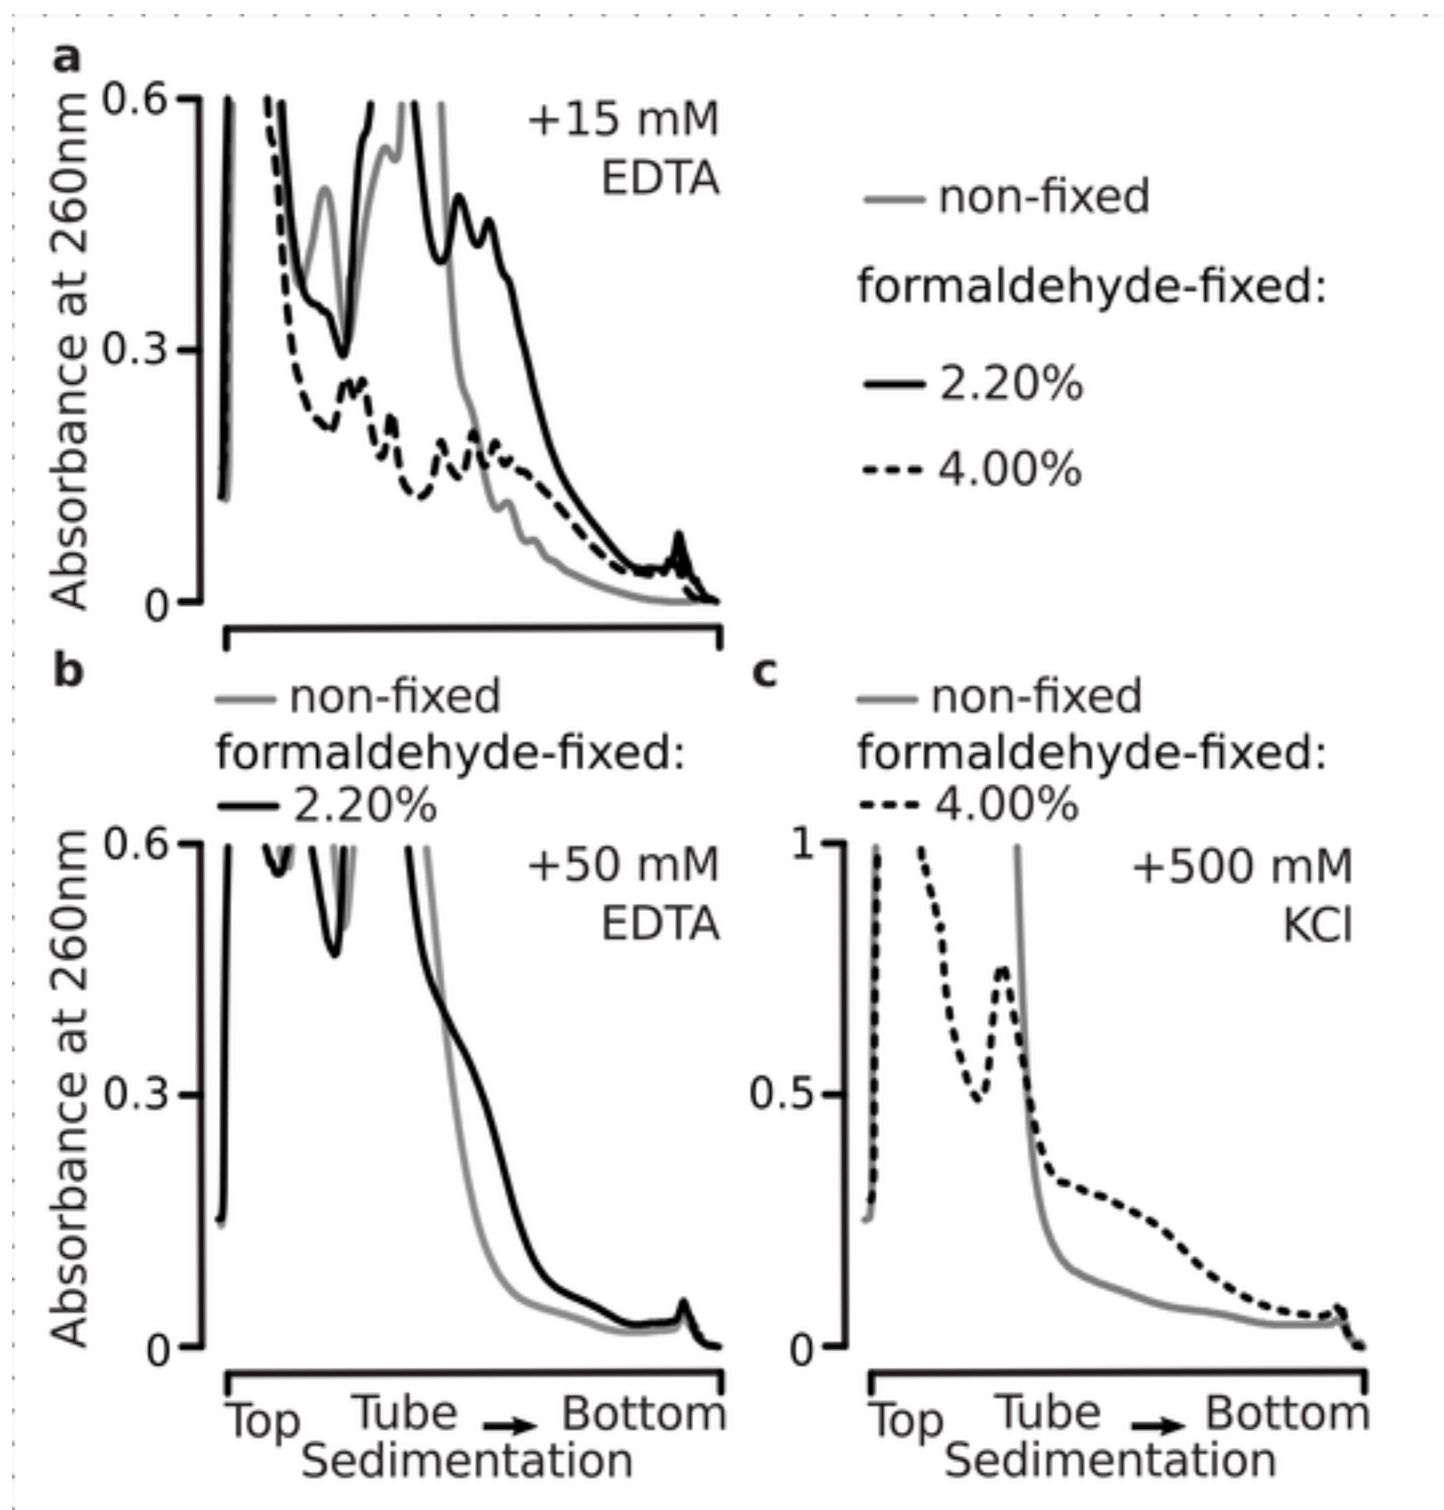 a
Absorbance at 260nm
0.6
0.3
0
+15 mM
EDTA
non-fixed
formaldehyde-fixed:
2.20%
4.00%
b
non-fixed
formaldehyde-fixed:
2.20%
Absorbance at 260nm
0.6
0.3
0
+50 mM
EDTA
Top Tube Bottom
Sedimentation
c
non-fixed
formaldehyde-fixed:
4.00%
1
0.5
0
+500 mM
KCl
Top Tube Bottom
Sedimentation